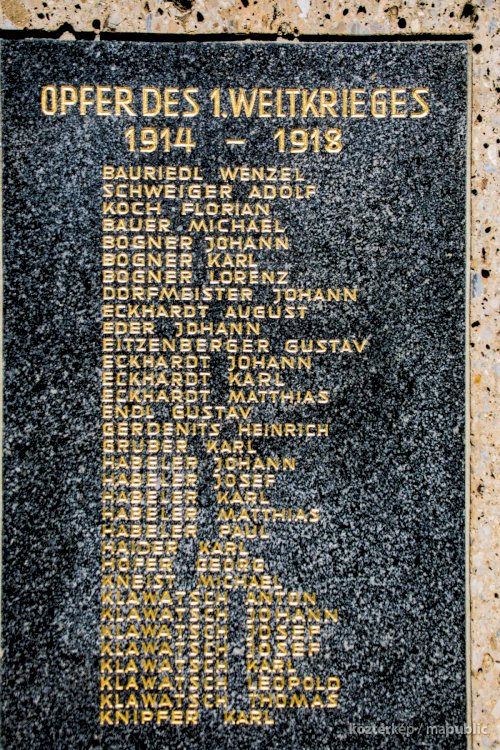 OPFER DES 1. WELTKRIEGES
1914 – 1918
BAURIEDL WENZEL
SCHWEIGER ADOLF
KOCH FLORIAN
BAUER MICHAEL
BOGNER JOHANN
BOGNER KARL
BOGNER LORENZ
DORFMEISTER JOHANN
ECKHARDT AUGUST
EDER JOHANN
EITZENBERGER GUSTAV
ECKHARDT JOHANN
ECKHARDT KARL
ECKHARDT MATTHIAS
ENDL GUSTAV
GERDENITS HEINRICH
GRUBER KARL
HABELER JOHANN
HABELER JOSEF
HABELER KARL
HABELER MATTHIAS
HABELER PAUL
HAIDER KARL
HOFER GEORG
KNEIST MICHAEL
KLAWATSCH ANTON
KLAWATSCH JOHANN
KLAWATSCH JOSEF
KLAWATSCH JOSEF
KLAWATSCH KARL
KLAWATSCH LEOPOLD
KLAWATSCH THOMAS
KNIPFER KARL
köztérkép / mapublic